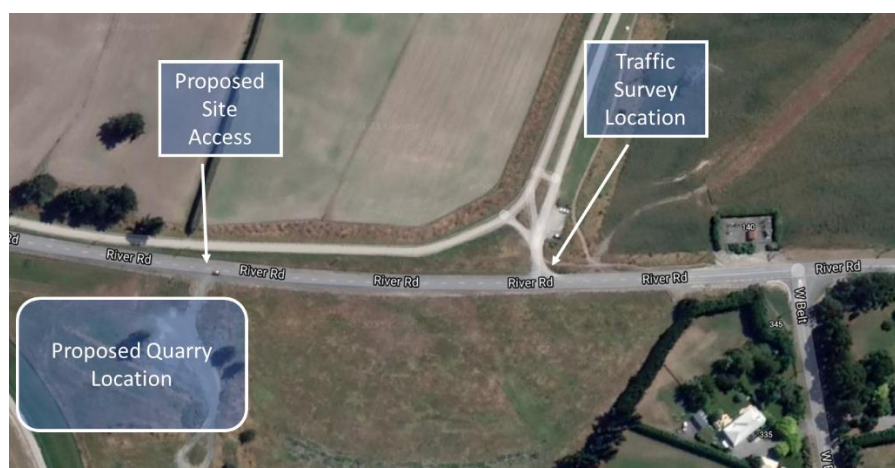 Proposed
Site
Access
Traffic
Survey
Location
140
Rd
River Rd
River Rd
River Rd
River Rd
River Rd
River Rd
W Belt
345
Proposed Quarry
Location
335
W B